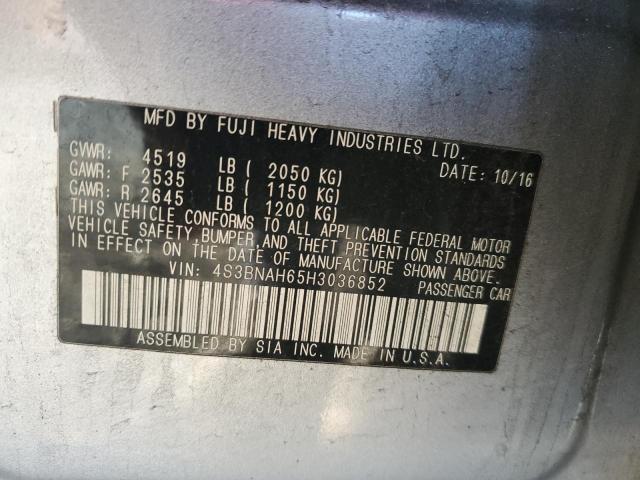 MFD BY FUJI HEAVY INDUSTRIES LTD.
GVWR: 4519 LB ( 2050 KG) DATE: 10/16
GAWR: F 2535 LB ( 1150 KG)
GAWR: R 2645 LB ( 1200 KG)
THIS VEHICLE CONFORMS TO ALL APPLICABLE FEDERAL MOTOR
VEHICLE SAFETY, BUMPER, AND THEFT PREVENTION STANDARDS
IN EFFECT ON THE DATE OF MANUFACTURE SHOWN ABOVE.
VIN: 4S3BNAH65H3036852 PASSENGER CAR
ASSEMBLED BY SIA INC. MADE IN U.S.A.